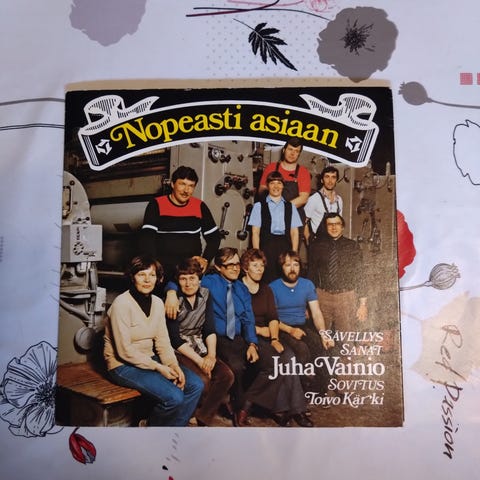 Nopeasti asiaan
SÄVELLYS
SANAT
Juha Vainio
SOVITUS
Toivo Kärki
Red Passion